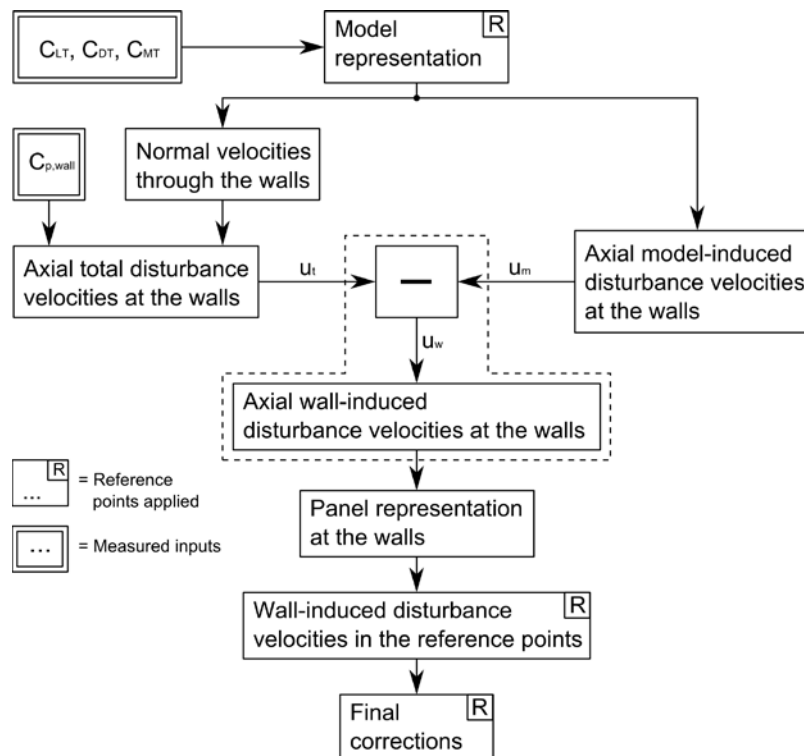 CLT, CDT, CMT
Model
representation
R
Cp,wall
Normal velocities
through the walls
Axial total disturbance
velocities at the walls
ut
−
um
Axial model-induced
disturbance velocities
at the walls
uw
Axial wall-induced
disturbance velocities at the walls
R
...
= Reference
points applied
...
= Measured inputs
Panel representation
at the walls
Wall-induced disturbance
velocities in the reference points
R
Final
corrections
R